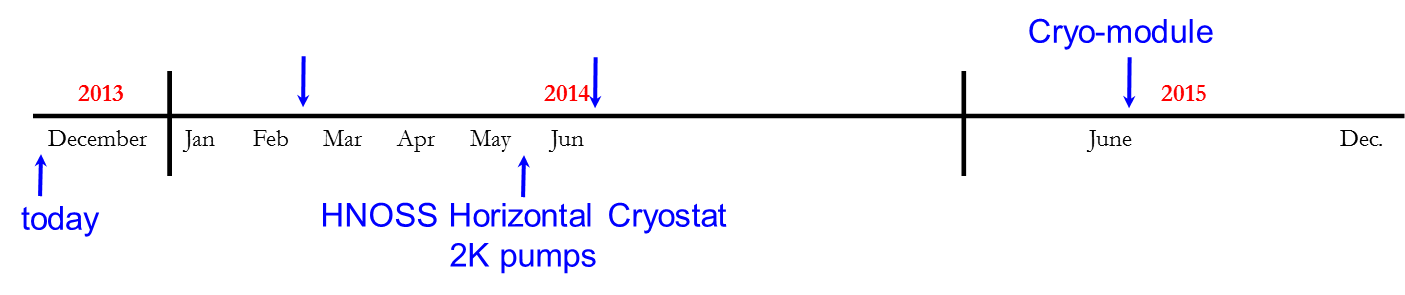 Cryo-module
2013 2014 2015
December Jan Feb Mar Apr May Jun June Dec.
today
HNOSS Horizontal Cryostat
2K pumps